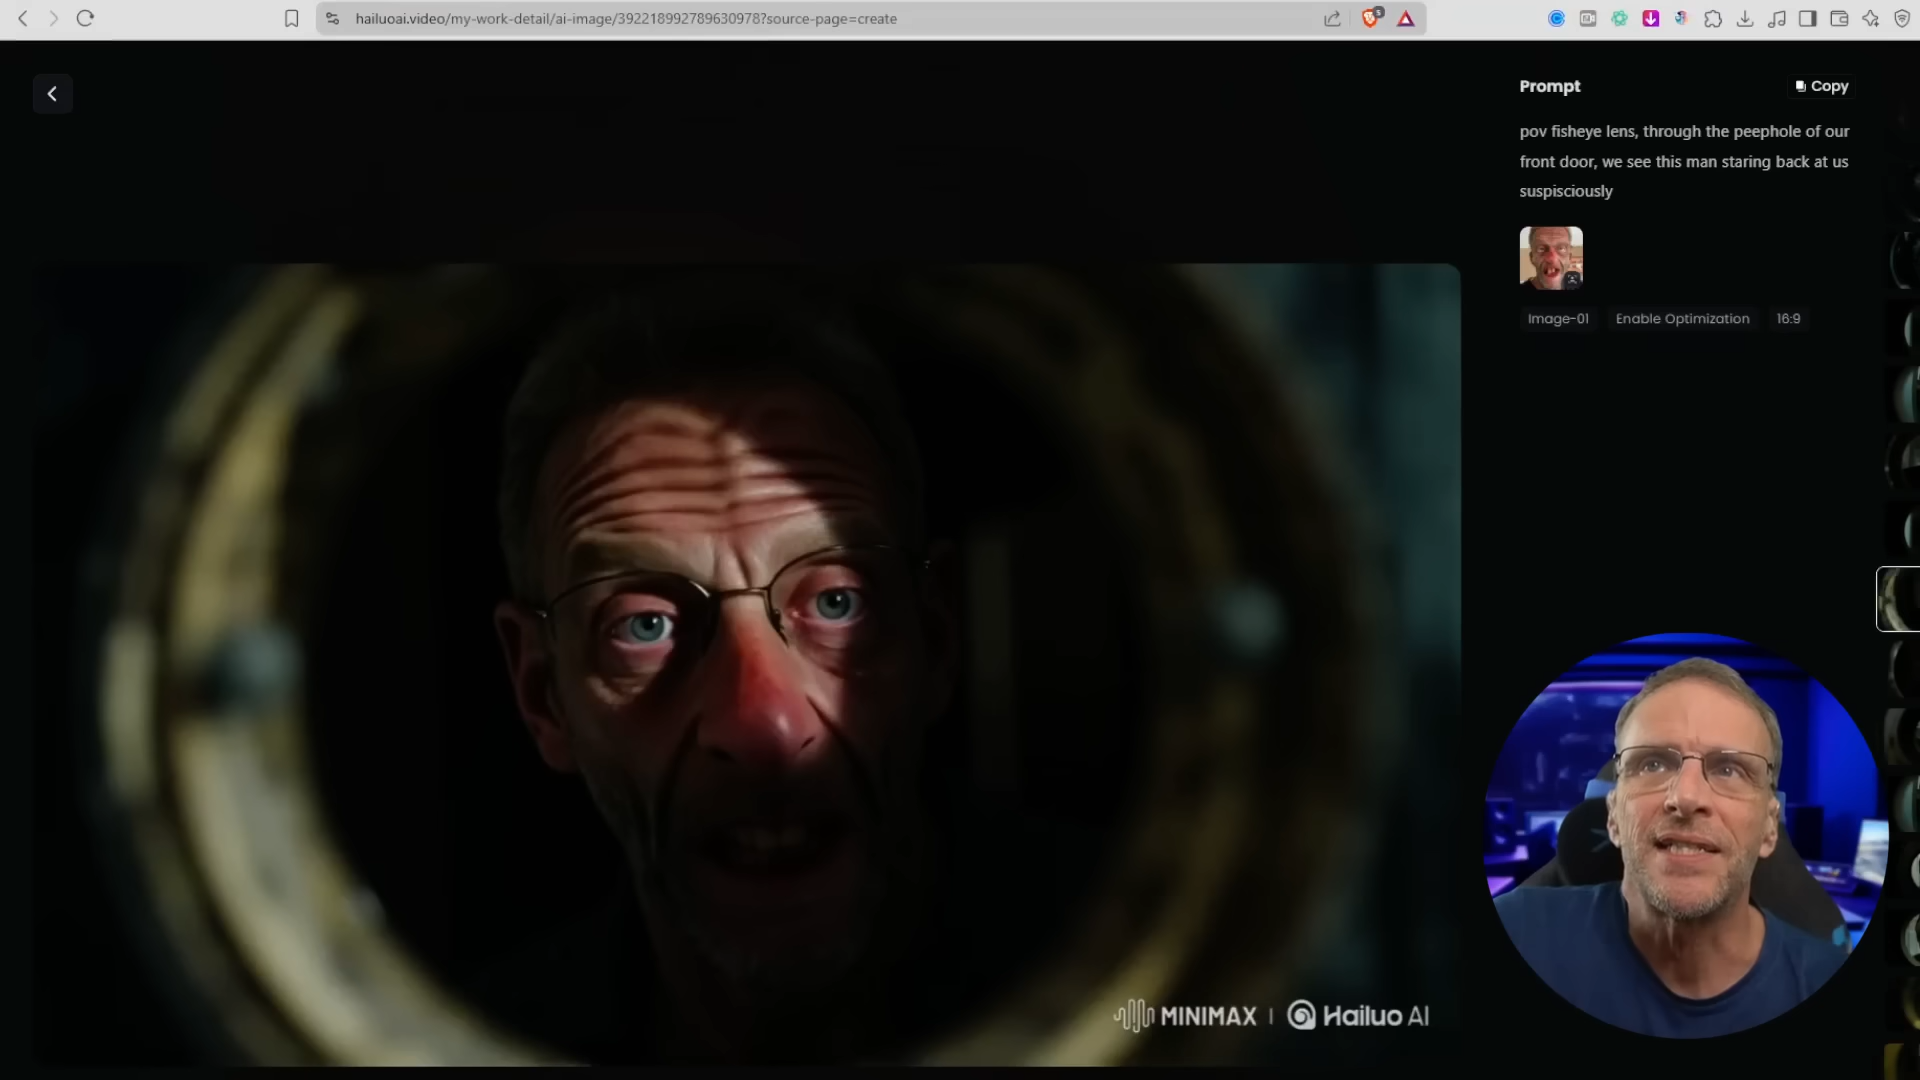 hailuoai.video/my-work-detail/ai-image/392218992789630978?source-page=create
5
Prompt
Copy
pov fisheye lens, through the peephole of our
front door, we see this man staring back at us
suspisciously
Image-01
Enable Optimization
16:9
MINIMAX | Hailuo AI